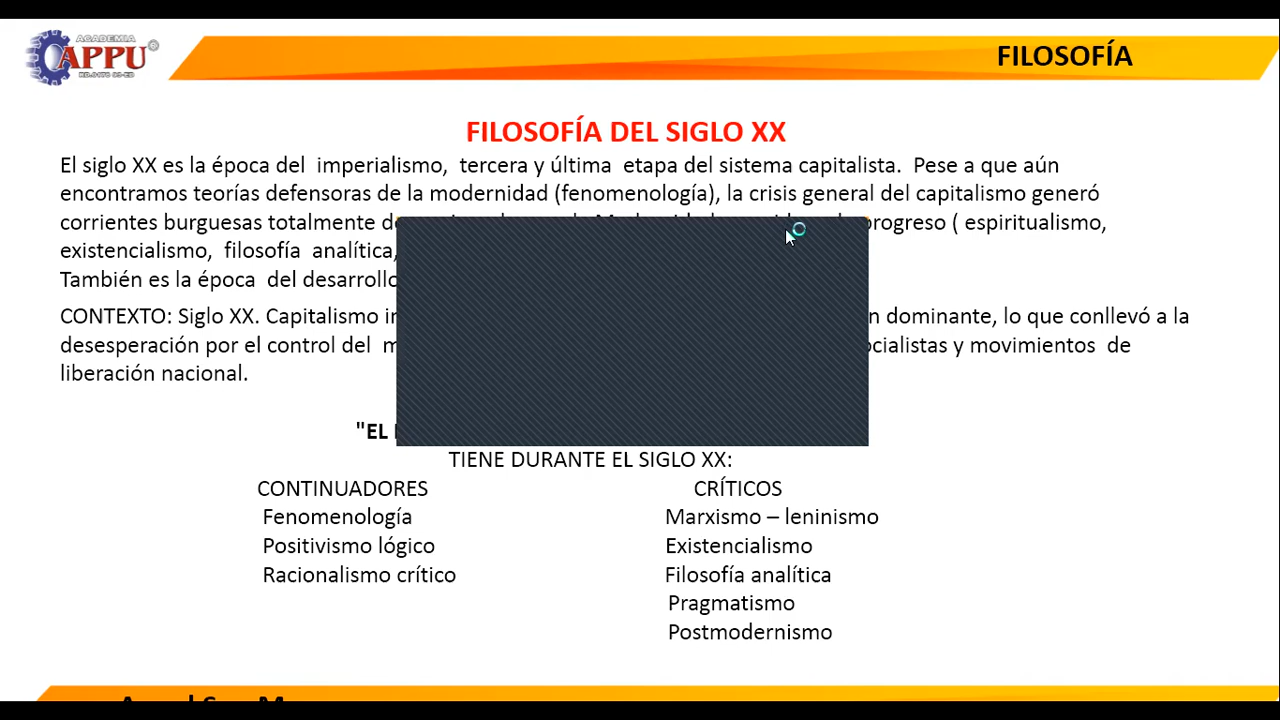 ACADEMIA
APPU
FILOSOFÍA
FILOSOFÍA DEL SIGLO XX
El siglo XX es la época del imperialismo, tercera y última etapa del sistema capitalista. Pese a que aún
encontramos teorías defensoras de la modernidad (fenomenología), la crisis general del capitalismo generó
corrientes burguesas totalmente progreso ( espiritualismo,
existencialismo, filosofía analítica,
También es la época del desarrollo
CONTEXTO: Siglo XX. Capitalismo dominante, lo que conllevó a la
desesperación por el control del y movimientos de
liberación nacional.
"EL
TIENE DURANTE EL SIGLO XX:
CONTINUADORES CRÍTICOS
Fenomenología Marxismo – leninismo
Positivismo lógico Existencialismo
Racionalismo crítico Filosofía analítica
Pragmatismo
Postmodernismo